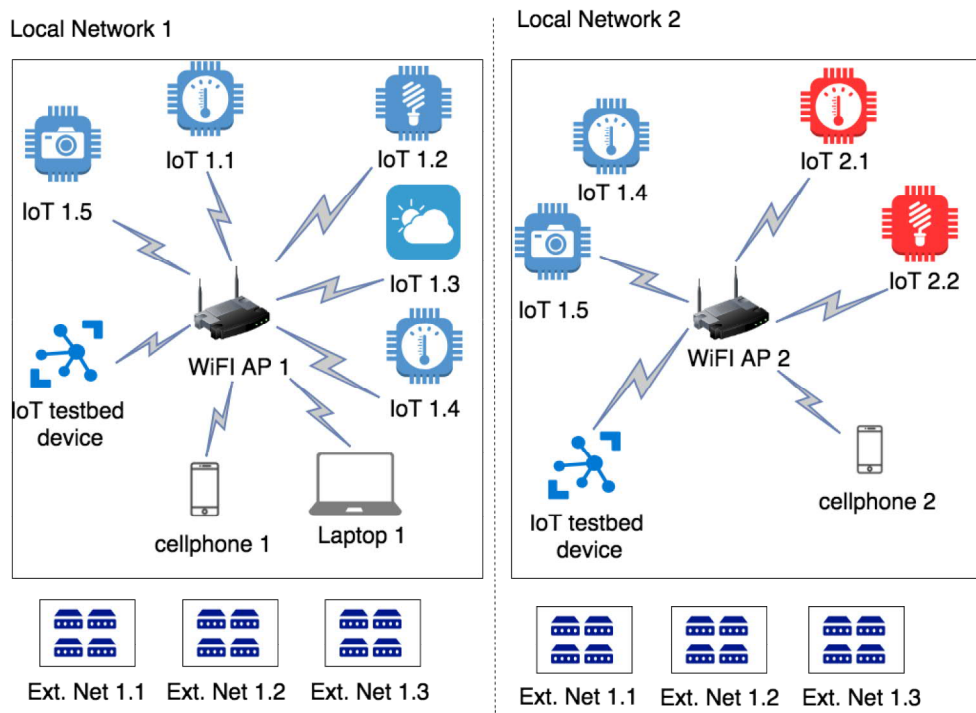 Local Network 1
IoT 1.1
IoT 1.2
IoT 1.5
IoT 1.3
WiFI AP 1
IoT 1.4
IoT testbed
device
cellphone 1
Laptop 1
Ext. Net 1.1
Ext. Net 1.2
Ext. Net 1.3
Local Network 2
IoT 2.1
IoT 1.4
IoT 2.2
IoT 1.5
WiFI AP 2
cellphone 2
IoT testbed
device
Ext. Net 1.1
Ext. Net 1.2
Ext. Net 1.3